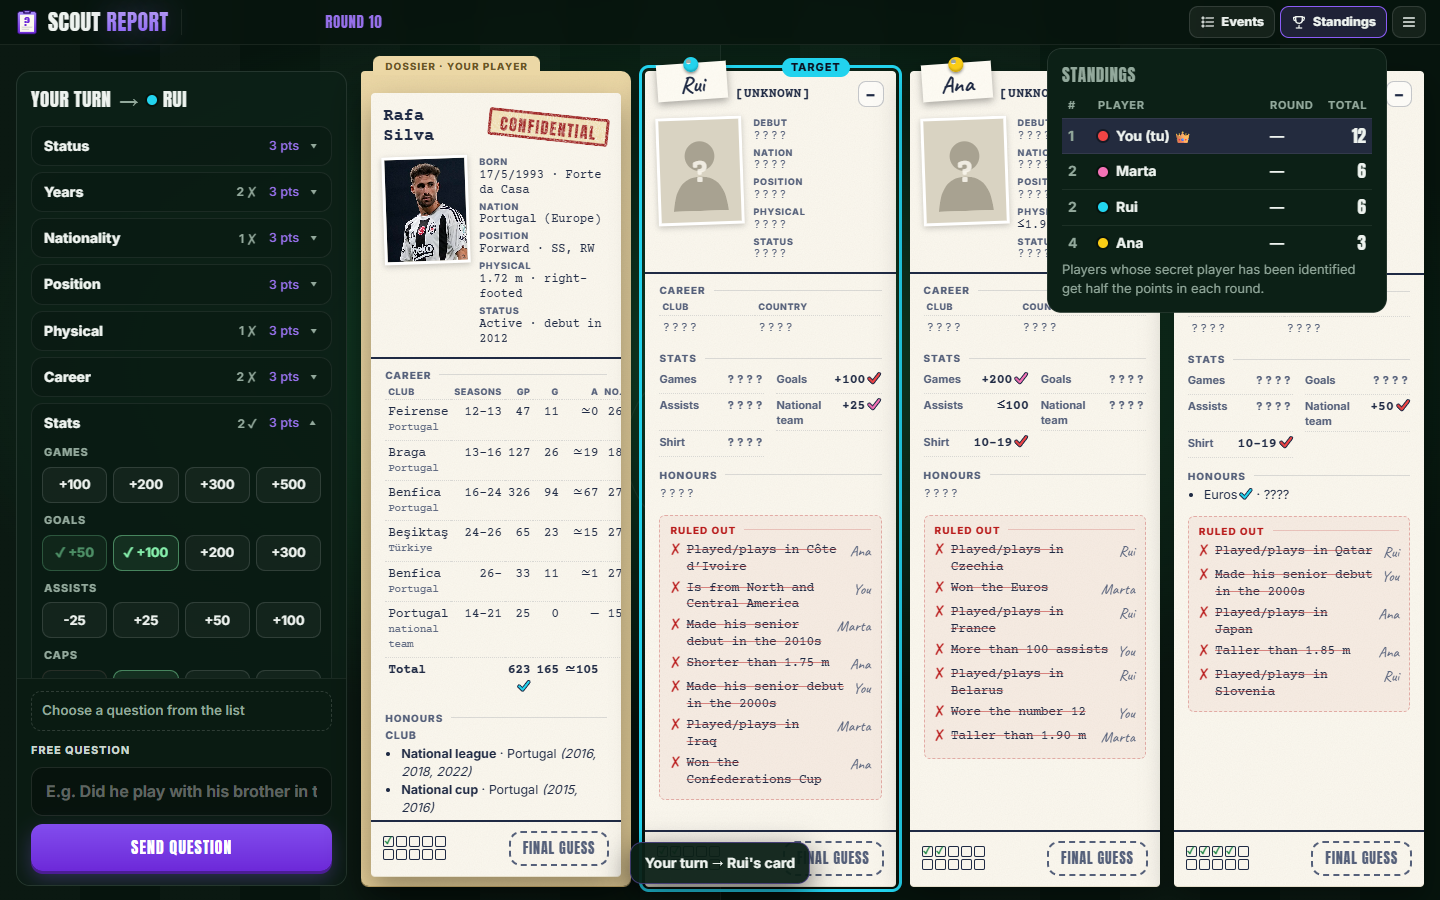 SCOUT REPORT
ROUND 10
Events
Standings
YOUR TURN → RUI
Status 3 pts
Years 2 ✗ 3 pts
Nationality 1 ✗ 3 pts
Position 3 pts
Physical 1 ✗ 3 pts
Career 2 ✗ 3 pts
Stats 2 ✓ 3 pts
GAMES
+100 +200 +300 +500
GOALS
✓ +50 ✓ +100 +200 +300
ASSISTS
-25 +25 +50 +100
CAPS
Choose a question from the list
FREE QUESTION
E.g. Did he play with his brother in t
SEND QUESTION
DOSSIER · YOUR PLAYER
Rafa
Silva
CONFIDENTIAL
BORN
17/5/1993 · Forte
da Casa
NATION
Portugal (Europe)
POSITION
Forward · SS, RW
PHYSICAL
1.72 m · right-
footed
STATUS
Active · debut in
2012
CAREER
CLUB SEASONS GP G A NO.
Feirense 12–13 47 11 ≃0 26
Portugal
Braga 13–16 127 26 ≃19 18
Portugal
Benfica 16–24 326 94 ≃67 27
Portugal
Beşiktaş 24–26 65 23 ≃15 27
Türkiye
Benfica 26– 33 11 ≃1 27
Portugal
Portugal 14–21 25 0 — 15
national
team
Total 623 165 ≃105
✓
HONOURS
CLUB
• National league · Portugal (2016,
2018, 2022)
• National cup · Portugal (2015,
2016)
FINAL GUESS
Rui
TARGET
[UNKNOWN]
–
DEBUT
????
NATION
????
POSITION
????
PHYSICAL
????
STATUS
????
CAREER
CLUB COUNTRY
???? ????
STATS
Games ???? Goals +100 ✓
Assists ???? National team +25 ✓
Shirt ????
HONOURS
????
RULED OUT
✗ Played/plays in Côte Ana
d'Ivoire
✗ Is from North and You
Central America
✗ Made his senior Marta
debut in the 2010s
✗ Shorter than 1.75 m Ana
✗ Made his senior debut You
in the 2000s
✗ Played/plays in Marta
Iraq
✗ Won the Ana
Confederations Cup
NAL GUESS
Your turn → Rui's card
Ana
[UNKNO
DEBUT
????
NATIO
????
POSIT
????
PHYSI
≤1.9
STATU
????
CAREER
CLUB COUN
???? ????
STATS
Games +200 ✓ Goals ????
Assists ≤100 National team ????
Shirt 10–19 ✓
HONOURS
????
RULED OUT
✗ Played/plays in Rui
Czechia
✗ Won the Euros Marta
✗ Played/plays in Rui
France
✗ More than 100 assists You
✗ Played/plays in Rui
Belarus
✗ Wore the number 12 You
✗ Taller than 1.90 m Marta
FINAL GUESS
STANDINGS
# PLAYER ROUND TOTAL
1 You (tu) 👑 — 12
2 Marta — 6
2 Rui — 6
4 Ana — 3
Players whose secret player has been identified
get half the points in each round.
–
???? ????
STATS
Games ???? Goals ????
Assists ???? National team +50 ✓
Shirt 10–19 ✓
HONOURS
• Euros ✓ · ????
RULED OUT
✗ Played/plays in Qatar Rui
✗ Made his senior debut You
in the 2000s
✗ Played/plays in Ana
Japan
✗ Taller than 1.85 m Ana
✗ Played/plays in Rui
Slovenia
FINAL GUESS